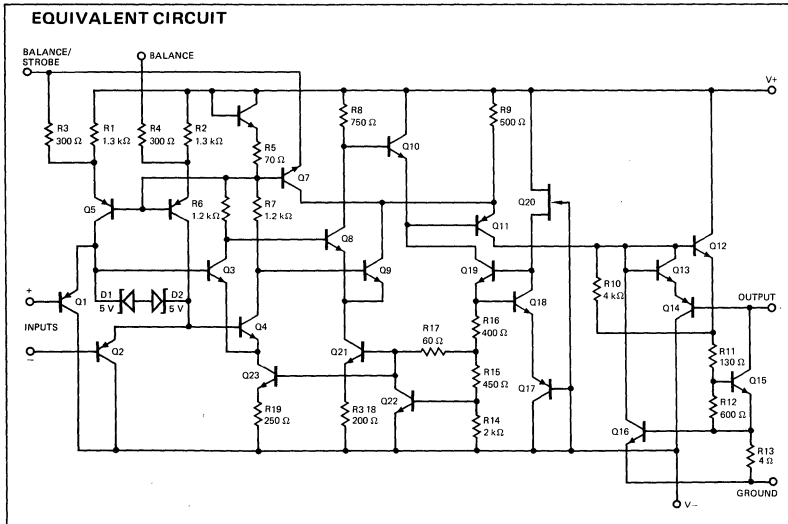 EQUIVALENT CIRCUIT
BALANCE/
STROBE
BALANCE
V+
R3
300 Ω
R1
1.3 kΩ
R4
300 Ω
R2
1.3 kΩ
R5
70 Ω
R8
750 Ω
Q10
R9
500 Ω
Q7
Q20
Q5
R6
1.2 kΩ
R7
1.2 kΩ
Q8
Q11
Q12
Q3
Q9
Q19
Q13
R10
4 kΩ
Q14
OUTPUT
+
INPUTS
−
Q1
D1
5 V
D2
5 V
Q4
Q18
Q2
R17
60 Ω
R16
400 Ω
R11
130 Ω
Q15
Q23
Q21
R15
450 Ω
Q17
R12
600 Ω
Q22
R19
250 Ω
R3 18
200 Ω
R14
2 kΩ
Q16
R13
4 Ω
GROUND
V−